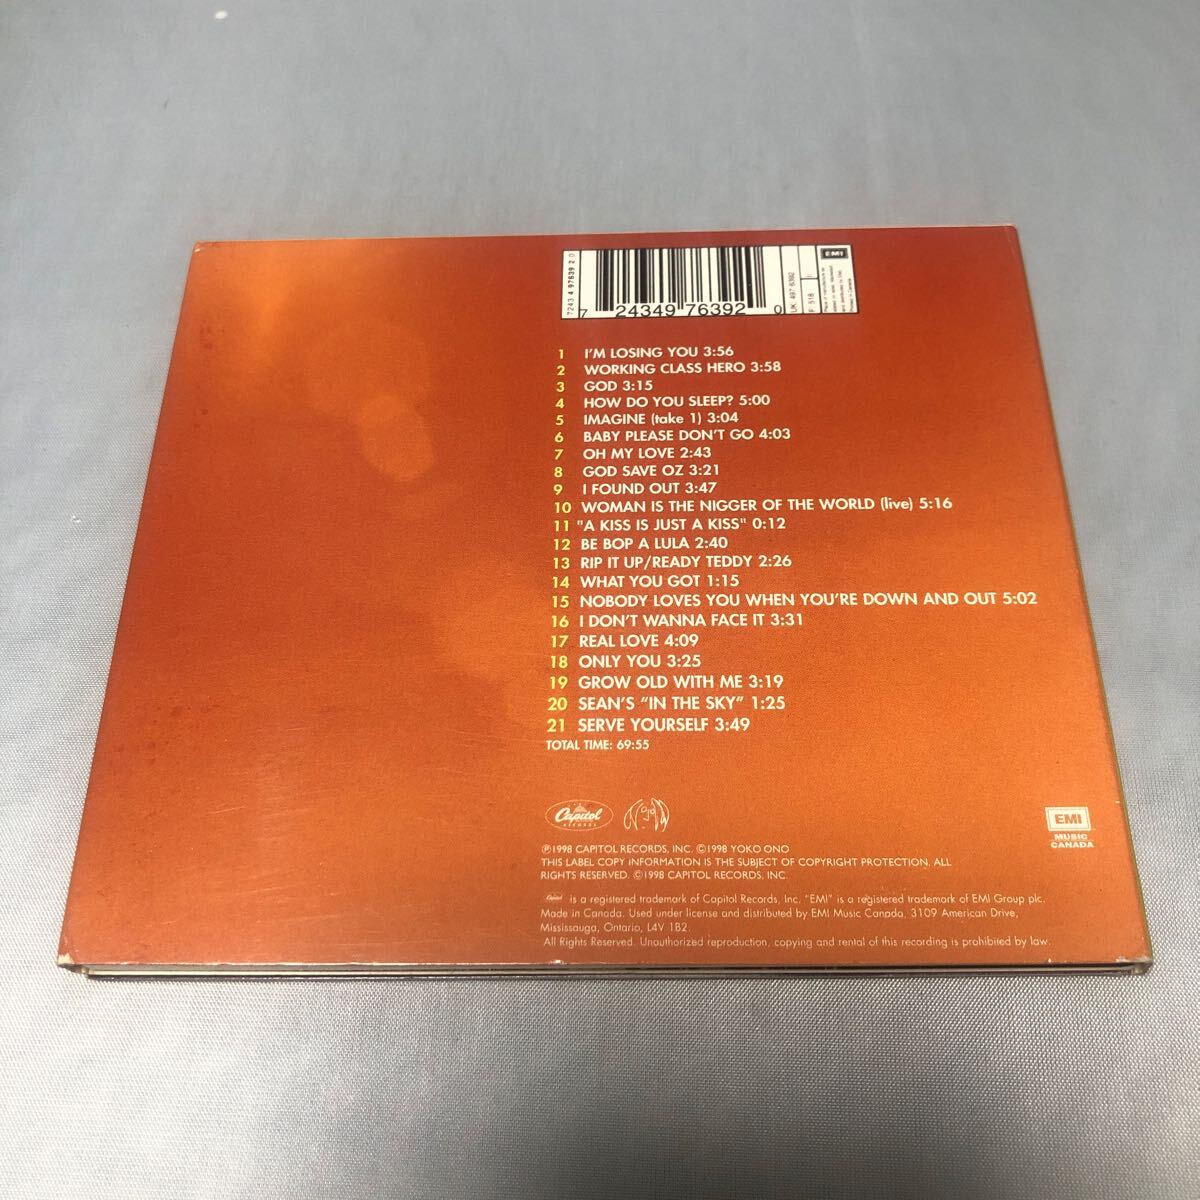 7243 4 97639 2 0
7 24349 76392 0
UK: 497 6392
F: 518
EMI
1 I'M LOSING YOU 3:56
2 WORKING CLASS HERO 3:58
3 GOD 3:15
4 HOW DO YOU SLEEP? 5:00
5 IMAGINE (take 1) 3:04
6 BABY PLEASE DON'T GO 4:03
7 OH MY LOVE 2:43
8 GOD SAVE OZ 3:21
9 I FOUND OUT 3:47
10 WOMAN IS THE NIGGER OF THE WORLD (live) 5:16
11 "A KISS IS JUST A KISS" 0:12
12 BE BOP A LULA 2:40
13 RIP IT UP/READY TEDDY 2:26
14 WHAT YOU GOT 1:15
15 NOBODY LOVES YOU WHEN YOU'RE DOWN AND OUT 5:02
16 I DON'T WANNA FACE IT 3:31
17 REAL LOVE 4:09
18 ONLY YOU 3:25
19 GROW OLD WITH ME 3:19
20 SEAN'S "IN THE SKY" 1:25
21 SERVE YOURSELF 3:49
TOTAL TIME: 69:55
Capitol
RECORDS
EMI
MUSIC
CANADA
℗1998 CAPITOL RECORDS, INC. ©1998 YOKO ONO
THIS LABEL COPY INFORMATION IS THE SUBJECT OF COPYRIGHT PROTECTION. ALL
RIGHTS RESERVED. ©1998 CAPITOL RECORDS, INC.
Capitol is a registered trademark of Capitol Records, Inc. "EMI" is a registered trademark of EMI Group plc.
Made in Canada. Used under license and distributed by EMI Music Canada, 3109 American Drive,
Mississauga, Ontario, L4V 1B2.
All Rights Reserved. Unauthorized reproduction, copying and rental of this recording is prohibited by law.